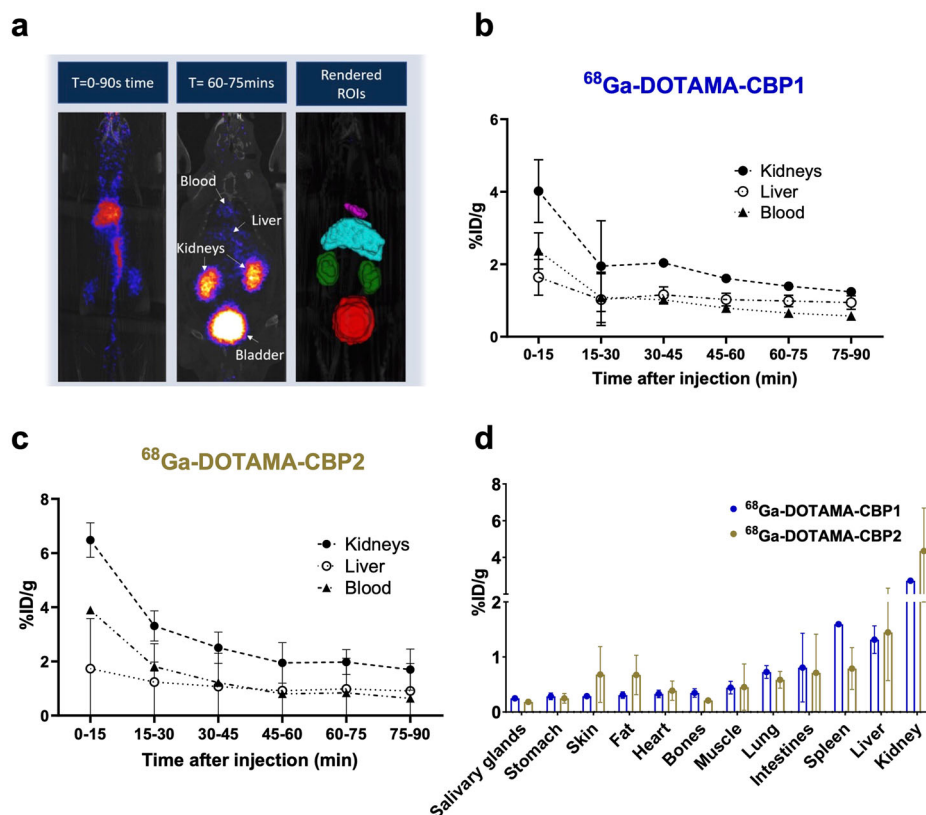 a
T=0-90s time
T= 60-75mins
Rendered
ROIs
Blood
Liver
Kidneys
Bladder
b
⁶⁸Ga-DOTAMA-CBP1
%ID/g
6
4
2
0
Kidneys
Liver
Blood
0-15 15-30 30-45 45-60 60-75 75-90
Time after injection (min)
c
⁶⁸Ga-DOTAMA-CBP2
%ID/g
8
6
4
2
0
Kidneys
Liver
Blood
0-15 15-30 30-45 45-60 60-75 75-90
Time after injection (min)
d
%ID/g
8
6
4
2
2
1
0
⁶⁸Ga-DOTAMA-CBP1
⁶⁸Ga-DOTAMA-CBP2
Salivary glands
Stomach
Skin
Fat
Heart
Bones
Muscle
Lung
Intestines
Spleen
Liver
Kidney